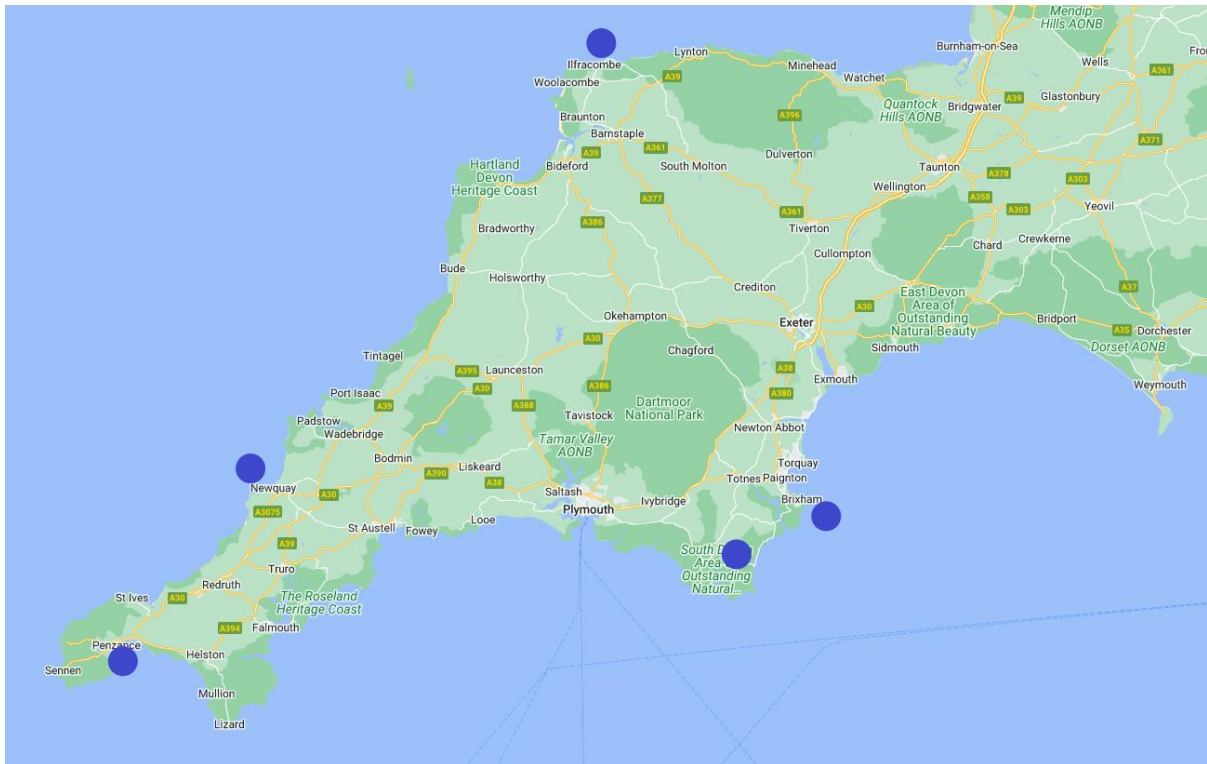 Mendip
Hills AONB
Burnham-on-Sea
Lynton
Ilfracombe
Minehead
Wells
Fro
Woolacombe
A39
Watchet
A361
Quantock
Hills AONB
A39
Glastonbury
Bridgwater
Braunton
A396
Barnstaple
A371
A39
A361
Dulverton
Hartland
Devon
Heritage Coast
Bideford
South Molton
Taunton
A378
A303
Wellington
A377
A358
Yeovil
A361
A303
A386
Bradworthy
Tiverton
Crewkerne
Chard
Cullompton
Bude
Holsworthy
Crediton
A37
East Devon
Area of
Outstanding
Natural Beauty
A30
Okehampton
Exeter
Bridport
A35
Dorchester
A30
Sidmouth
Dorset AONB
Chagford
Tintagel
A395
Launceston
A38
Exmouth
Weymouth
A30
A386
A380
Port Isaac
A39
A388
Dartmoor
National Park
Padstow
Tavistock
Wadebridge
Newton Abbot
Tamar Valley
AONB
Bodmin
Liskeard
A390
Torquay
A38
Totnes
Paignton
Newquay
A30
Saltash
Ivybridge
Brixham
A3075
Plymouth
St Austell
Fowey
Looe
A39
South D
Area
Outstanding
Natural...
Truro
Redruth
The Roseland
Heritage Coast
St Ives
A30
Falmouth
A394
Penzance
Helston
Sennen
Mullion
Lizard